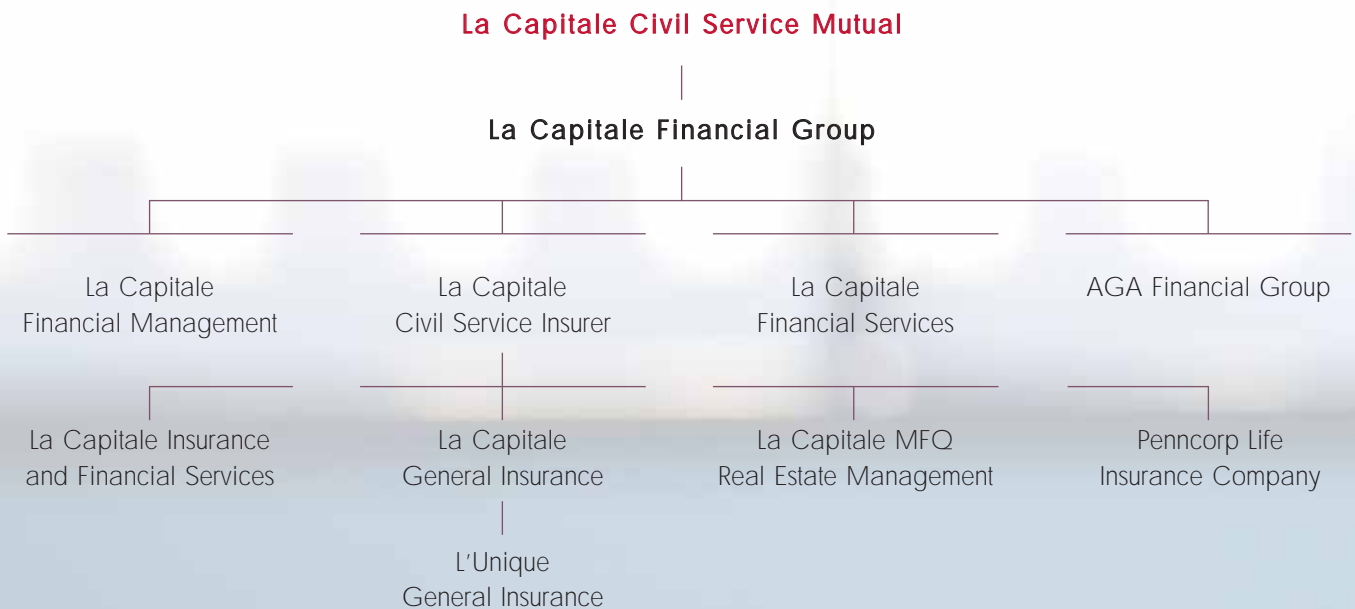 La Capitale Civil Service Mutual
La Capitale Financial Group
La Capitale
Financial Management
La Capitale
Civil Service Insurer
La Capitale
Financial Services
AGA Financial Group
La Capitale Insurance
and Financial Services
La Capitale
General Insurance
La Capitale MFQ
Real Estate Management
Penncorp Life
Insurance Company
L'Unique
General Insurance